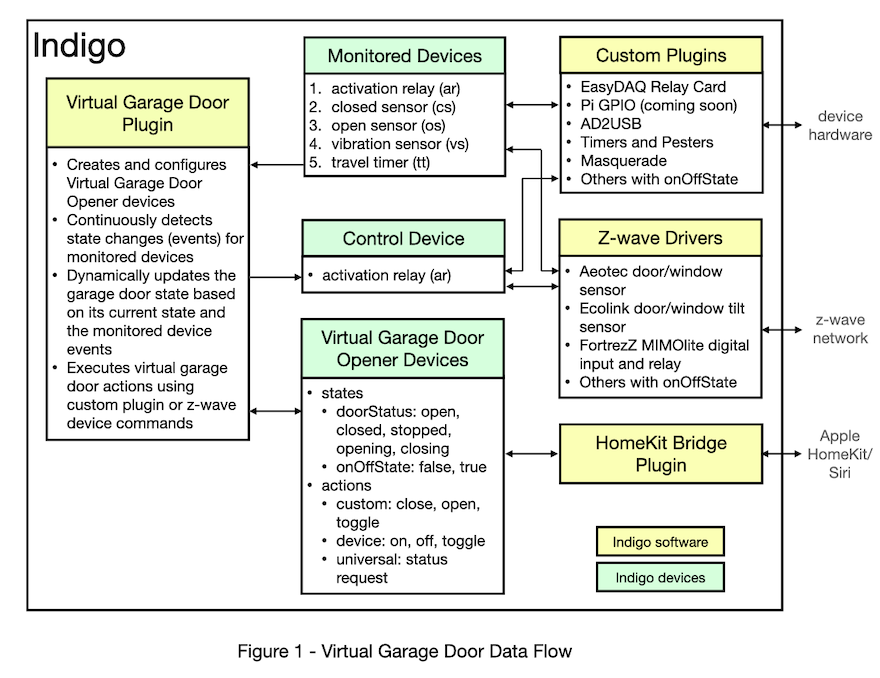 Indigo
Virtual Garage Door
Plugin
• Creates and configures
Virtual Garage Door
Opener devices
• Continuously detects
state changes (events) for
monitored devices
• Dynamically updates the
garage door state based
on its current state and
the monitored device
events
• Executes virtual garage
door actions using
custom plugin or z-wave
device commands
Monitored Devices
1. activation relay (ar)
2. closed sensor (cs)
3. open sensor (os)
4. vibration sensor (vs)
5. travel timer (tt)
Control Device
• activation relay (ar)
Virtual Garage Door
Opener Devices
• states
• doorStatus: open,
closed, stopped,
opening, closing
• onOffState: false, true
• actions
• custom: close, open,
toggle
• device: on, off, toggle
• universal: status
request
Custom Plugins
• EasyDAQ Relay Card
• Pi GPIO (coming soon)
• AD2USB
• Timers and Pesters
• Masquerade
• Others with onOffState
Z-wave Drivers
• Aeotec door/window
sensor
• Ecolink door/window tilt
sensor
• FortrezZ MIMOlite digital
input and relay
• Others with onOffState
HomeKit Bridge
Plugin
Indigo software
Indigo devices
device
hardware
z-wave
network
Apple
HomeKit/
Siri
Figure 1 - Virtual Garage Door Data Flow